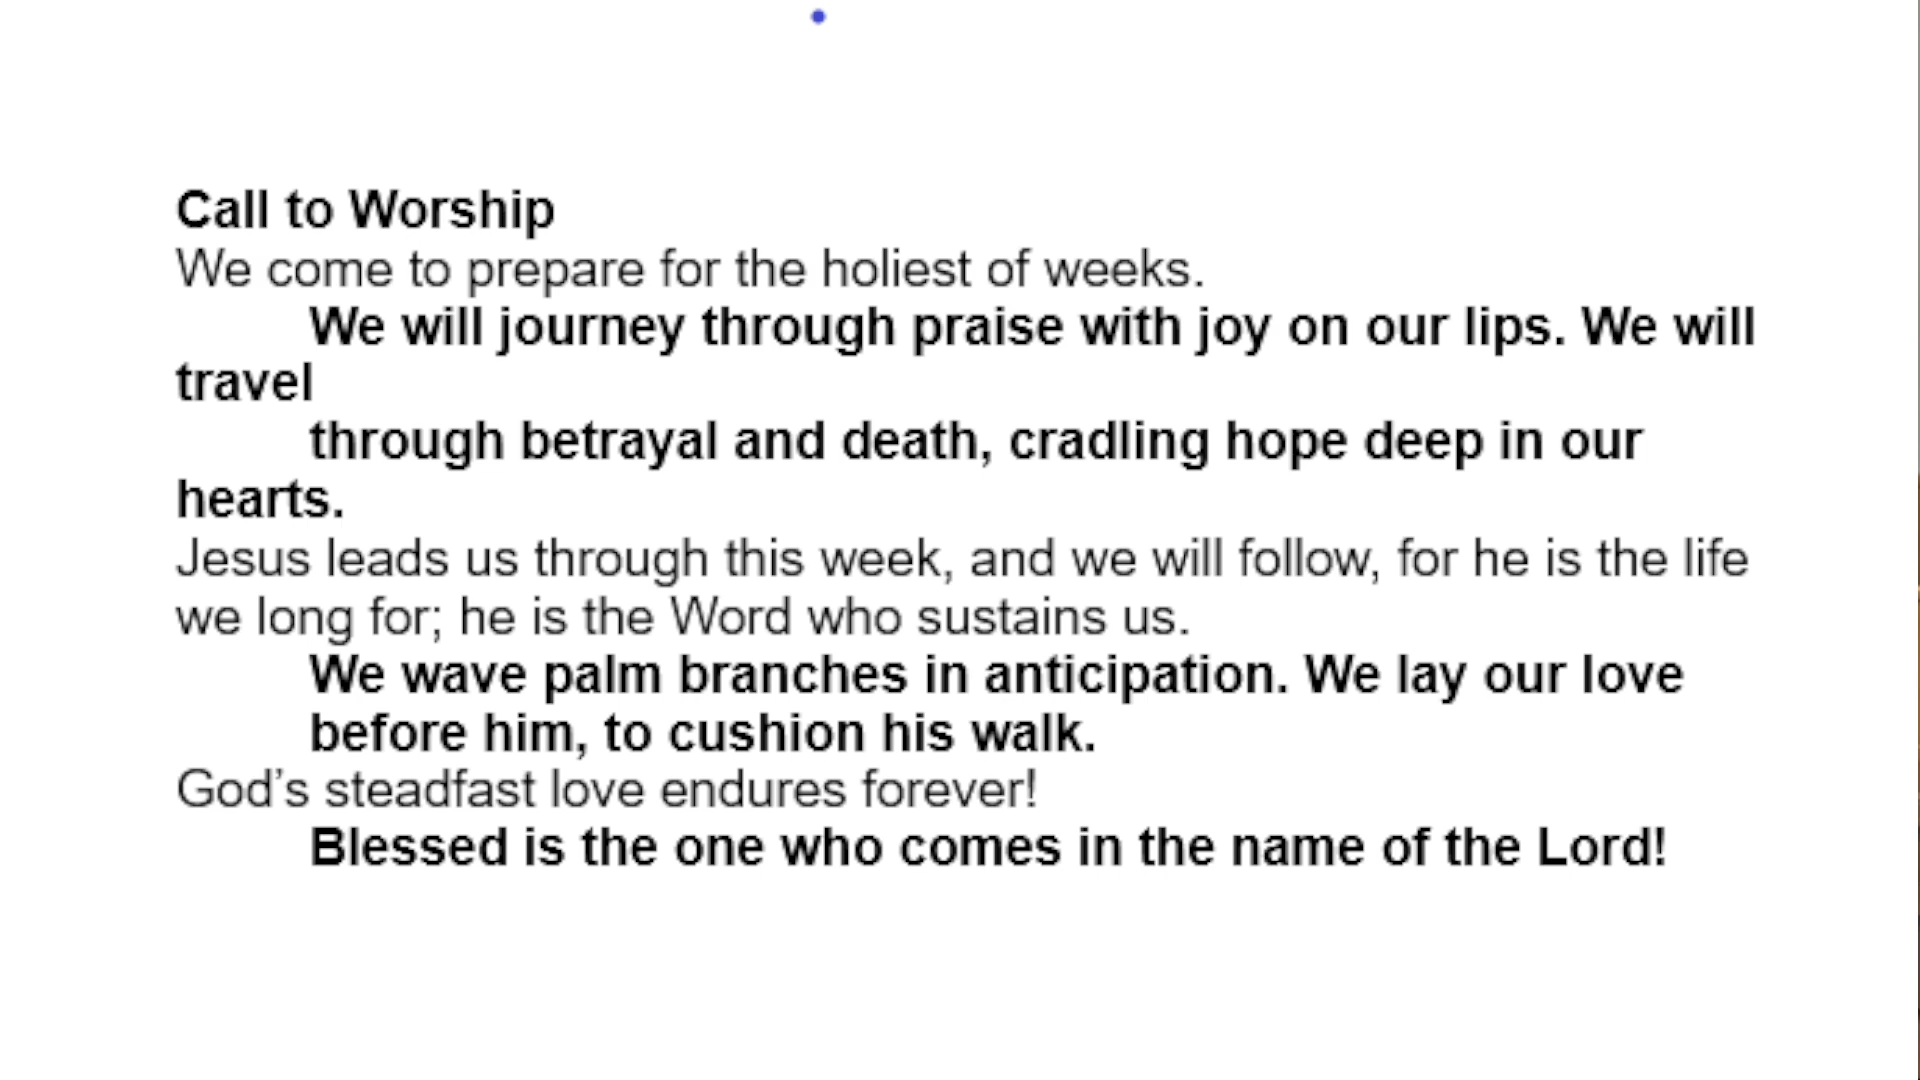 Call to Worship
We come to prepare for the holiest of weeks.
We will journey through praise with joy on our lips. We will
travel
through betrayal and death, cradling hope deep in our
hearts.
Jesus leads us through this week, and we will follow, for he is the life
we long for; he is the Word who sustains us.
We wave palm branches in anticipation. We lay our love
before him, to cushion his walk.
God’s steadfast love endures forever!
Blessed is the one who comes in the name of the Lord!